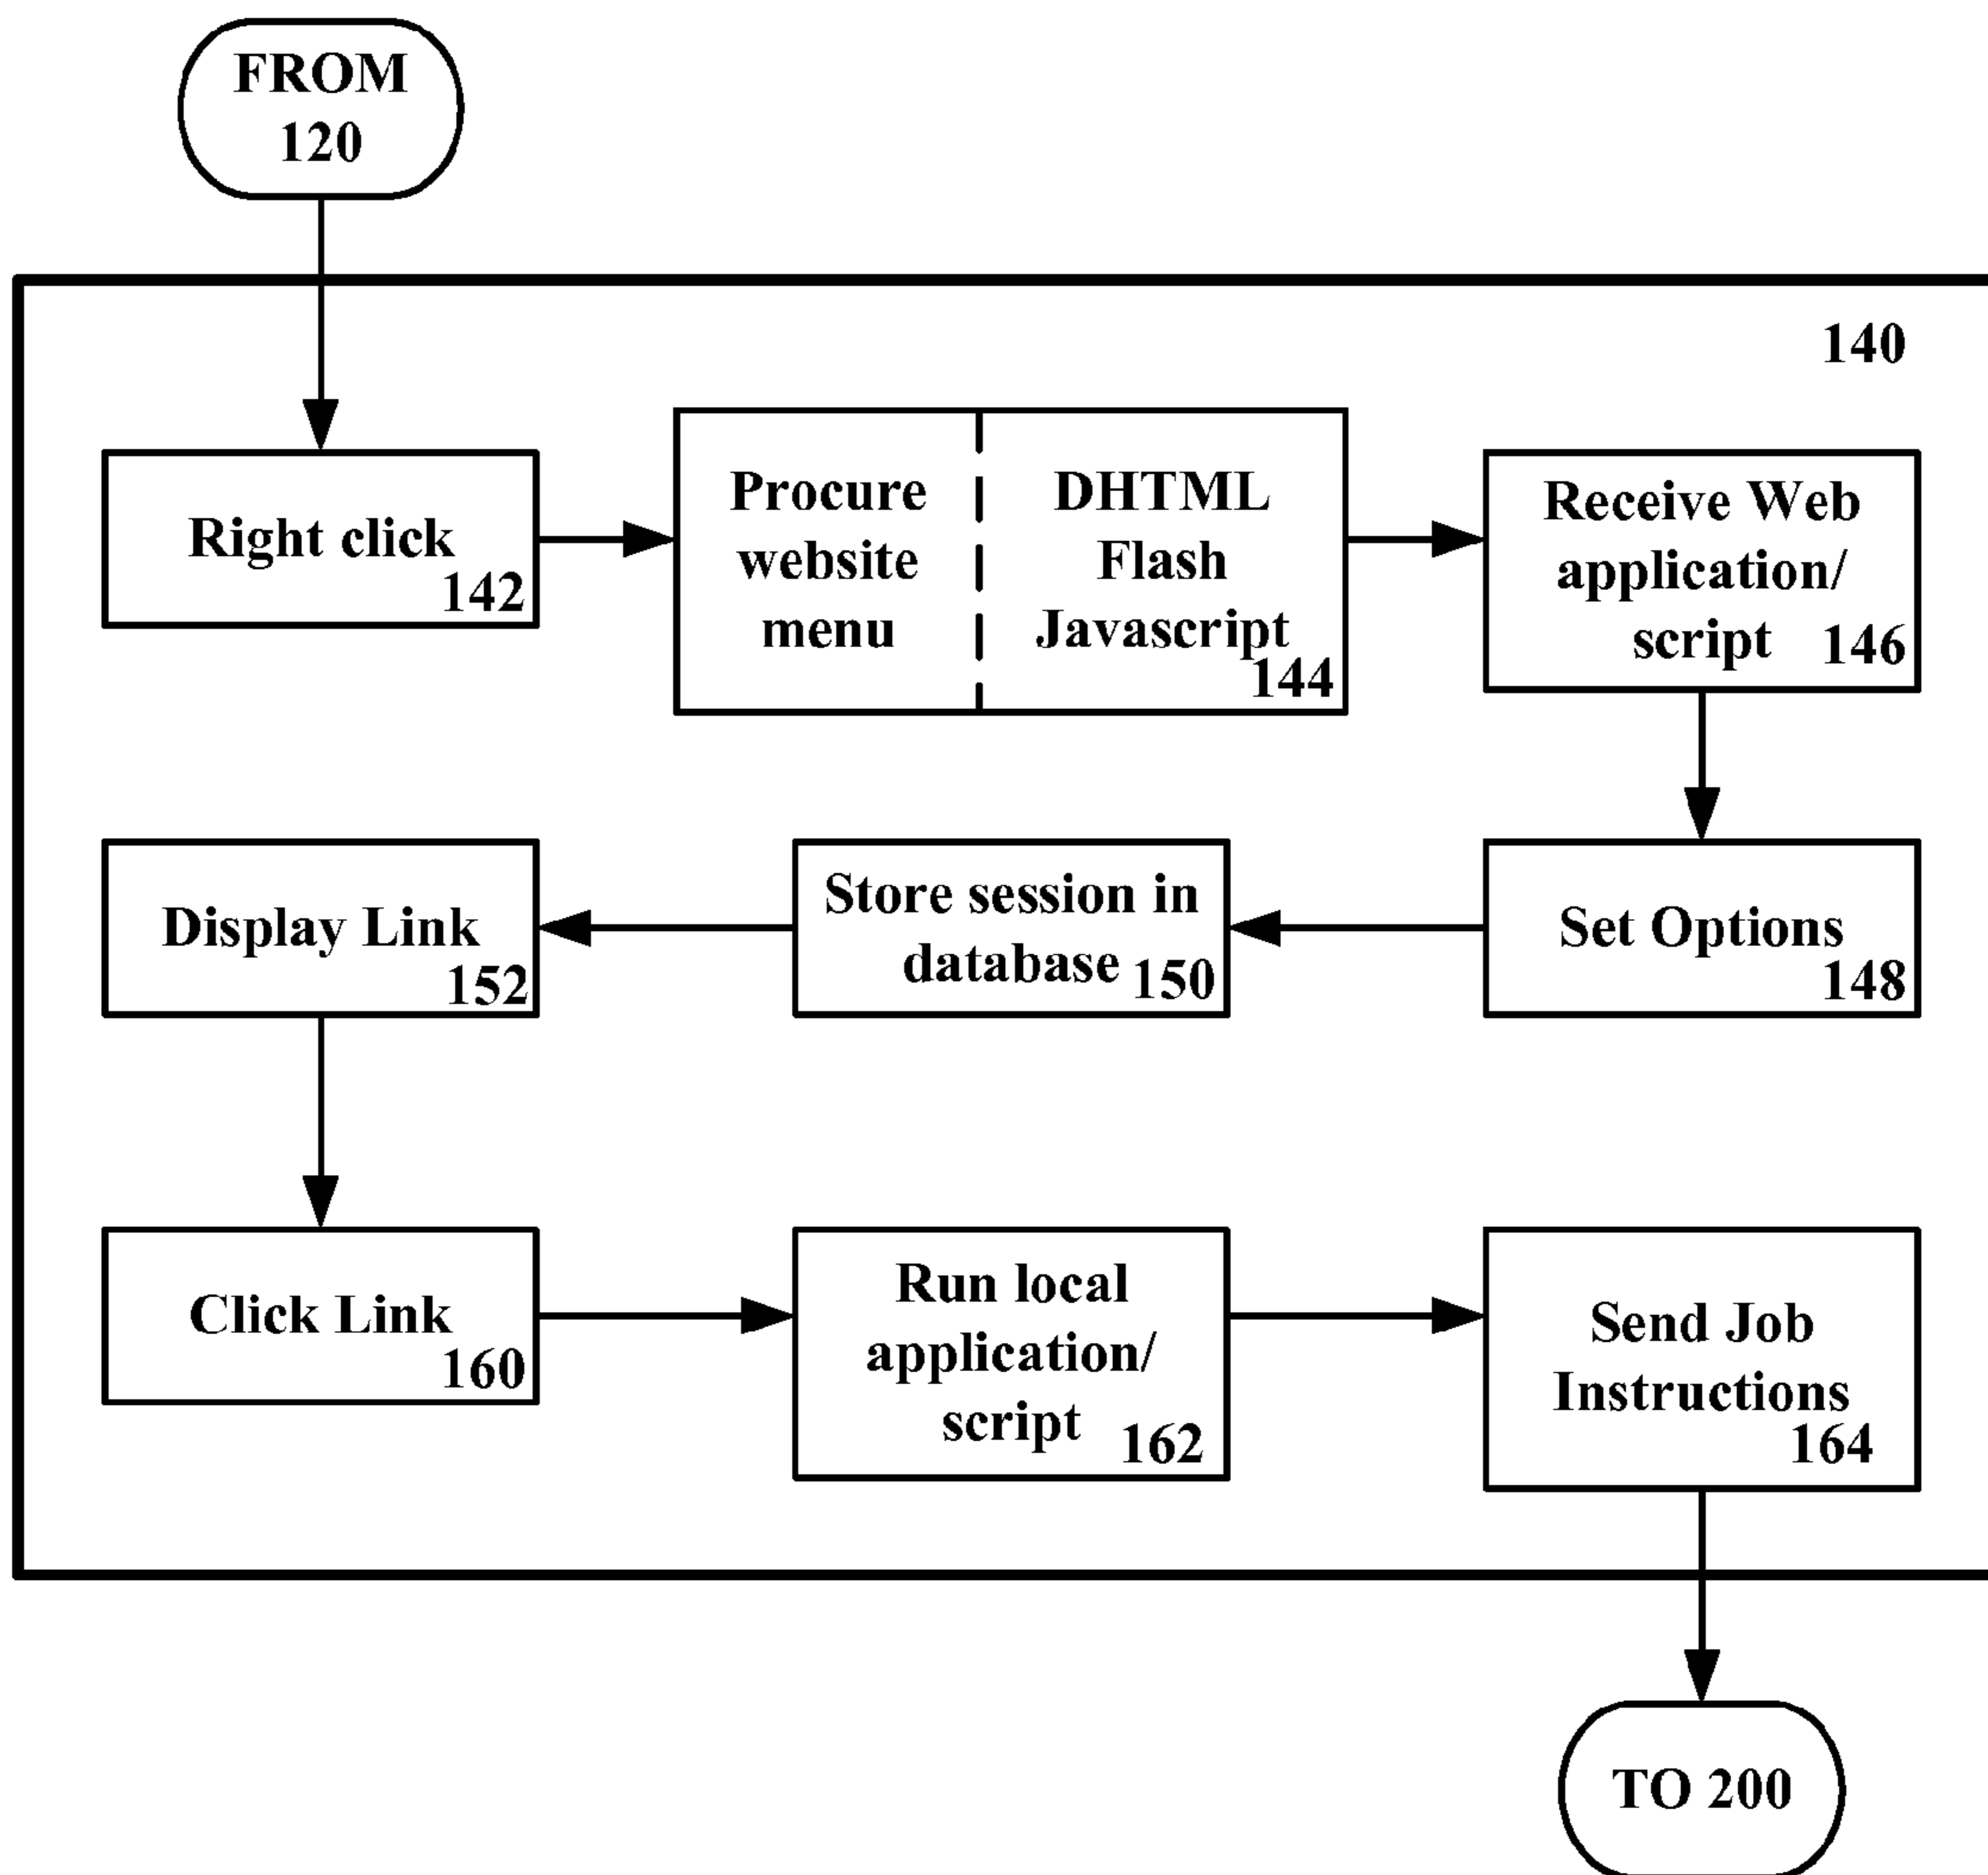 FROM
120
140
Right click
142
Procure
website
menu
DHTML
Flash
Javascript
144
Receive Web
application/
script 146
Display Link
152
Store session in
database 150
Set Options
148
Click Link
160
Run local
application/
script 162
Send Job
Instructions
164
TO 200